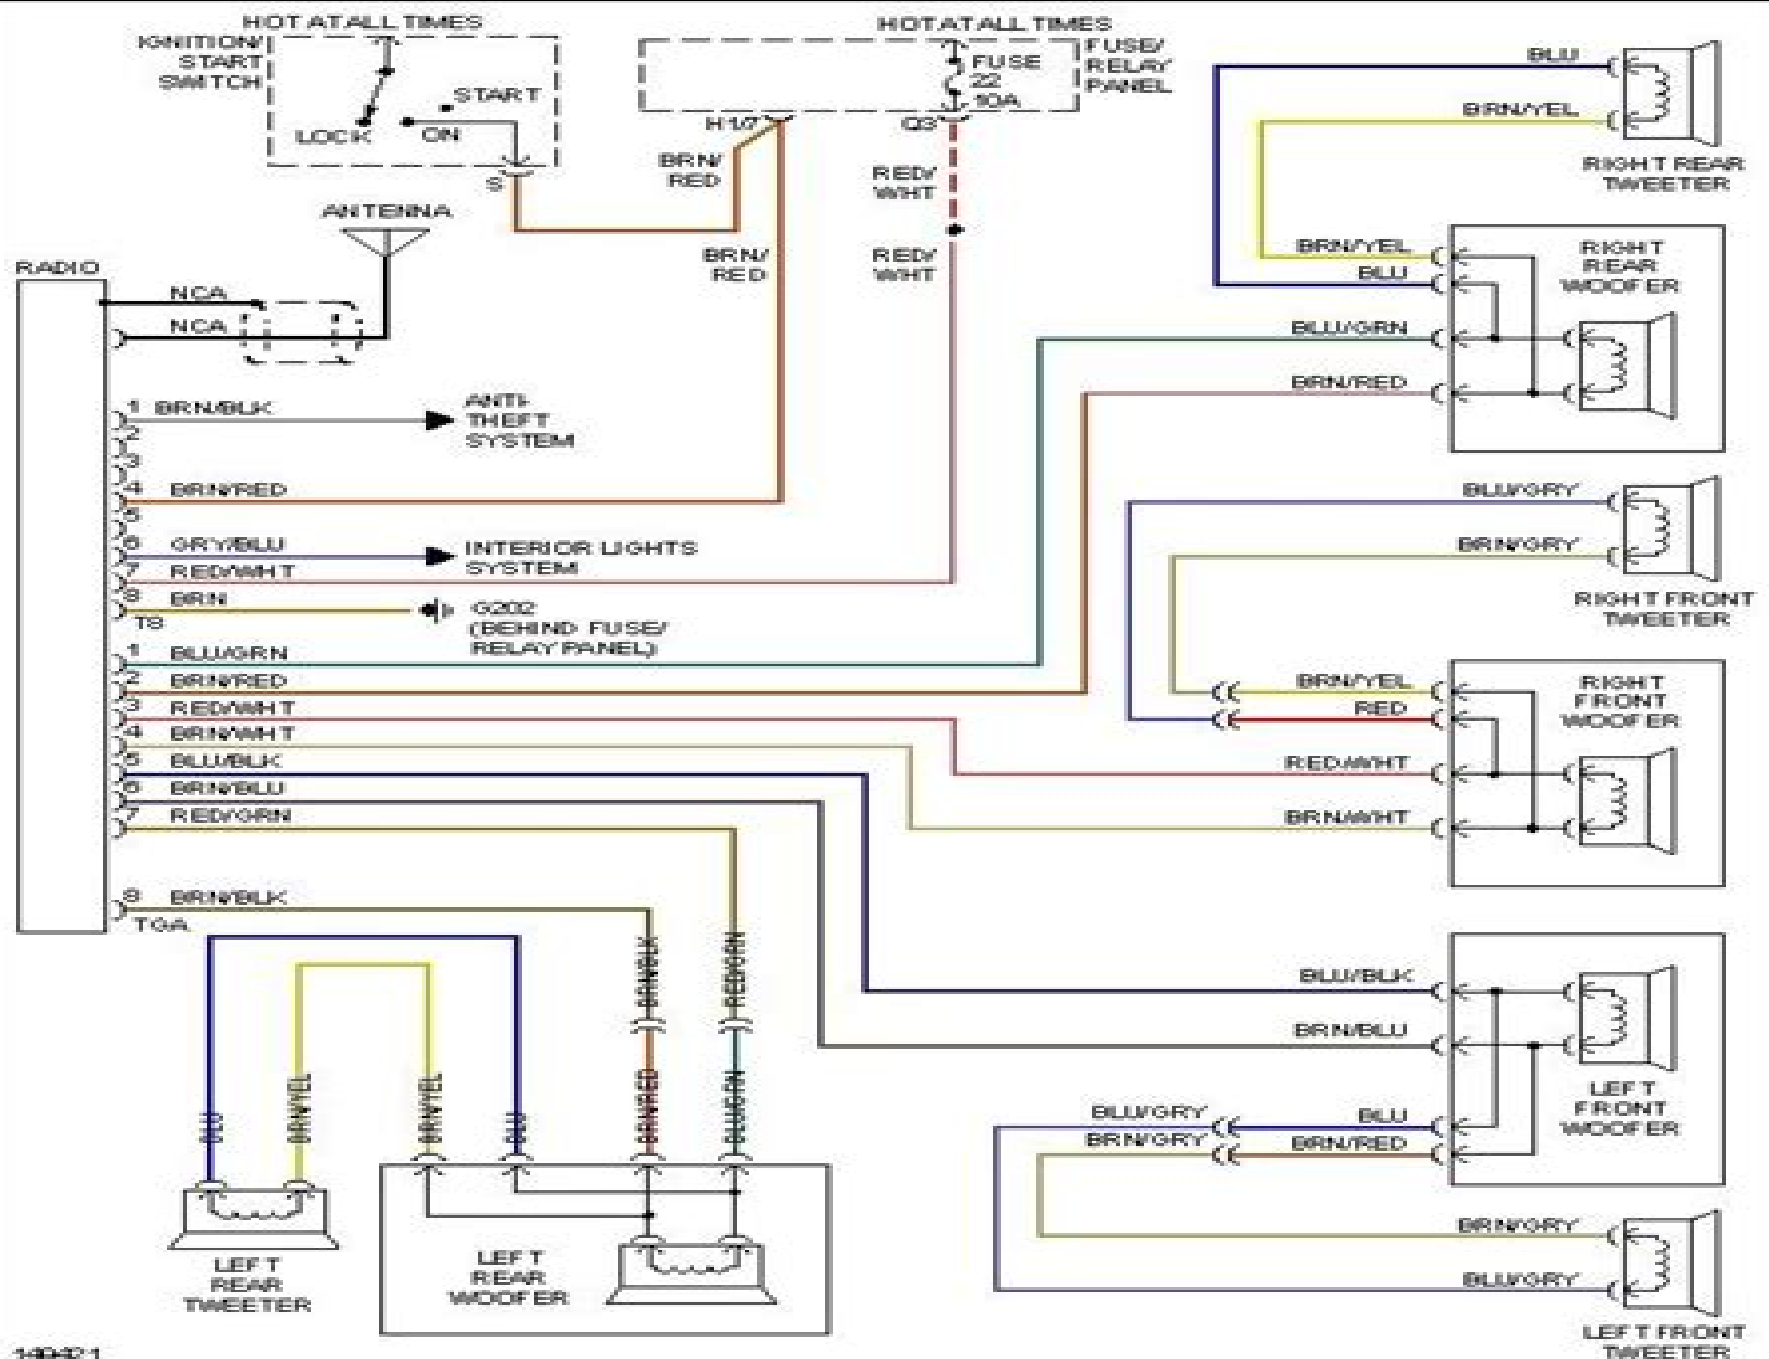 HOT AT ALL TIMES
IGNITION/
START
SWITCH
START
LOCK
ON
S
HOT AT ALL TIMES
FUSE
22
10A
FUSE/
RELAY
PANEL
H1/7
Q3
BRN/
RED
RED/
WHT
BRN/
RED
RED/
WHT
ANTENNA
RADIO
NCA
NCA
1 BRN/BLK
ANTI-
THEFT
SYSTEM
2
3
4 BRN/RED
5
6 GRY/BLU
INTERIOR LIGHTS
SYSTEM
7 RED/WHT
8 BRN
T8
G202
(BEHIND FUSE/
RELAY PANEL)
1 BLU/GRN
2 BRN/RED
3 RED/WHT
4 BRN/WHT
5 BLU/BLK
6 BRN/BLU
7 RED/GRN
8 BRN/BLK
BLU
BRN/YEL
RIGHT REAR
TWEETER
BRN/YEL
BLU
BLU/GRN
BRN/RED
RIGHT
REAR
WOOFER
BLU/GRY
BRN/GRY
RIGHT FRONT
TWEETER
BRN/YEL
RED
RED/WHT
BRN/WHT
RIGHT
FRONT
WOOFER
BLU/BLK
BRN/BLU
LEFT
FRONT
WOOFER
BLU/GRY
BLU
BRN/GRY
BRN/RED
BRN/GRY
BLU/GRY
LEFT FRONT
TWEETER
BRN/BLK
RED/GRN
BLU
BRN/YEL
BRN/YEL
BLU
BRN/RED
BLU/GRN
LEFT
REAR
TWEETER
LEFT
REAR
WOOFER